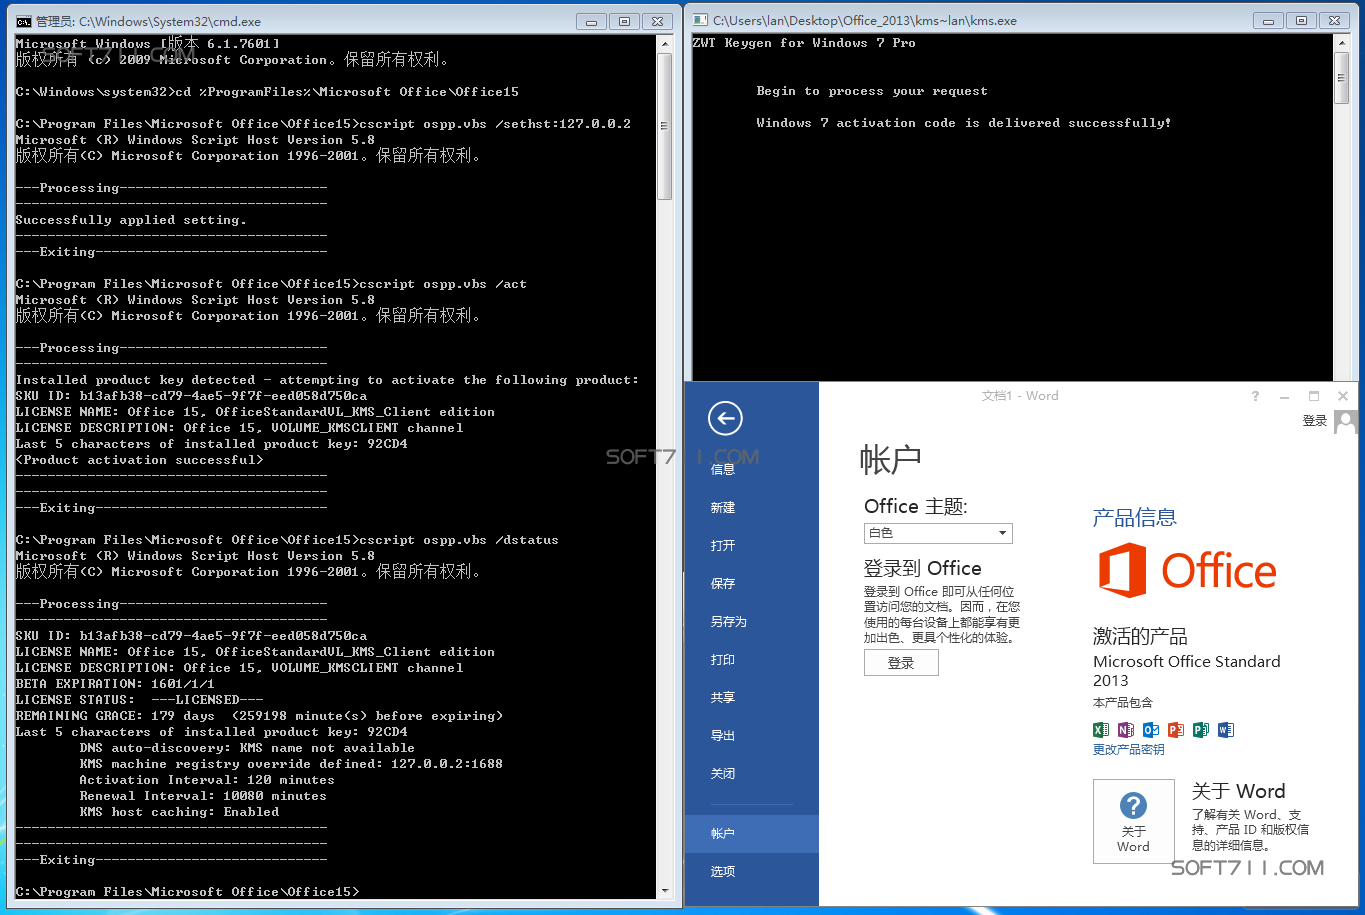 管理员: C:\Windows\System32\cmd.exe
Microsoft Windows [版本 6.1.7601]
版权所有 (c) 2009 Microsoft Corporation。保留所有权利。
C:\Windows\system32>cd %ProgramFiles%\Microsoft Office\Office15
C:\Program Files\Microsoft Office\Office15>cscript ospp.vbs /sethst:127.0.0.2
Microsoft (R) Windows Script Host Version 5.8
版权所有(C) Microsoft Corporation 1996-2001。保留所有权利。
---Processing--------------------------
---------------------------------------
Successfully applied setting.
---------------------------------------
---Exiting-----------------------------
C:\Program Files\Microsoft Office\Office15>cscript ospp.vbs /act
Microsoft (R) Windows Script Host Version 5.8
版权所有(C) Microsoft Corporation 1996-2001。保留所有权利。
---Processing--------------------------
---------------------------------------
Installed product key detected - attempting to activate the following product:
SKU ID: b13afb38-cd79-4ae5-9f7f-eed058d750ca
LICENSE NAME: Office 15, OfficeStandardVL_KMS_Client edition
LICENSE DESCRIPTION: Office 15, VOLUME_KMSCLIENT channel
Last 5 characters of installed product key: 92CD4
<Product activation successful>
---------------------------------------
---------------------------------------
---Exiting-----------------------------
C:\Program Files\Microsoft Office\Office15>cscript ospp.vbs /dstatus
Microsoft (R) Windows Script Host Version 5.8
版权所有(C) Microsoft Corporation 1996-2001。保留所有权利。
---Processing--------------------------
---------------------------------------
SKU ID: b13afb38-cd79-4ae5-9f7f-eed058d750ca
LICENSE NAME: Office 15, OfficeStandardVL_KMS_Client edition
LICENSE DESCRIPTION: Office 15, VOLUME_KMSCLIENT channel
BETA EXPIRATION: 1601/1/1
LICENSE STATUS:  ---LICENSED---
REMAINING GRACE: 179 days  (259198 minute(s) before expiring)
Last 5 characters of installed product key: 92CD4
DNS auto-discovery: KMS name not available
KMS machine registry override defined: 127.0.0.2:1688
Activation Interval: 120 minutes
Renewal Interval: 10080 minutes
KMS host caching: Enabled
---------------------------------------
---------------------------------------
---Exiting-----------------------------
C:\Program Files\Microsoft Office\Office15>
C:\Users\lan\Desktop\Office_2013\kms~lan\kms.exe
ZWT Keygen for Windows 7 Pro
Begin to process your request
Windows 7 activation code is delivered successfully!
文档1 - Word
?
登录
信息
新建
打开
保存
另存为
打印
共享
导出
关闭
帐户
选项
帐户
Office 主题:
白色
登录到 Office
登录到 Office 即可从任何位
置访问您的文档。因而，在您
使用的每台设备上都能享有更
加出色、更具个性化的体验。
登录
产品信息
Office
激活的产品
Microsoft Office Standard
2013
本产品包含
更改产品密钥
?
关于
Word
关于 Word
了解有关 Word、支
持、产品 ID 和版权信
息的详细信息。
SOFT711.COM
SOFT711.COM
SOFT711.COM